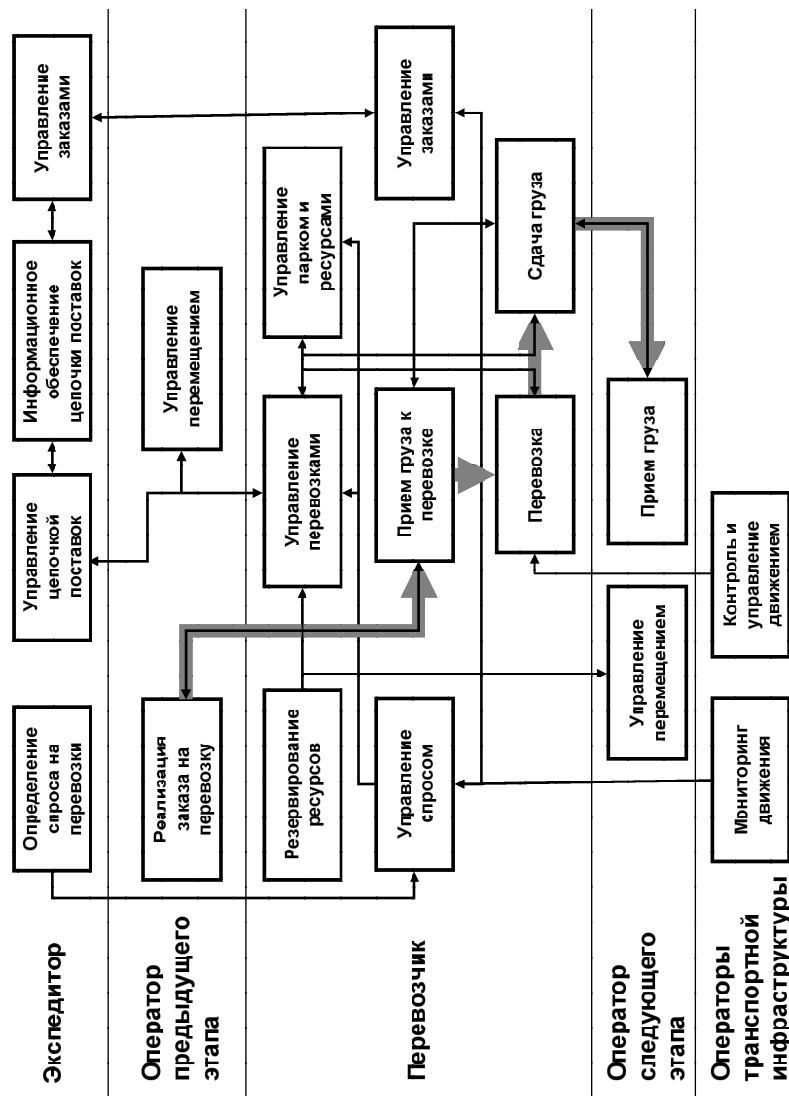 Экспедитор
Определение
спроса на
перевозки
Управление
цепочкой
поставок
Информационное
обеспечение
цепочки поставок
Управление
заказами
Оператор
предыдущего
этапа
Реализация
заказа на
перевозку
Управление
перемещением
Перевозчик
Резервирование
ресурсов
Управление
перевозками
Управление
парком и
ресурсами
Управление
спросом
Прием груза к
перевозке
Управление
заказами
Перевозка
Сдача груза
Оператор
следующего
этапа
Управление
перемещением
Прием груза
Операторы
транспортной
инфраструктуры
Мониторинг
движения
Контроль и
управление
движением